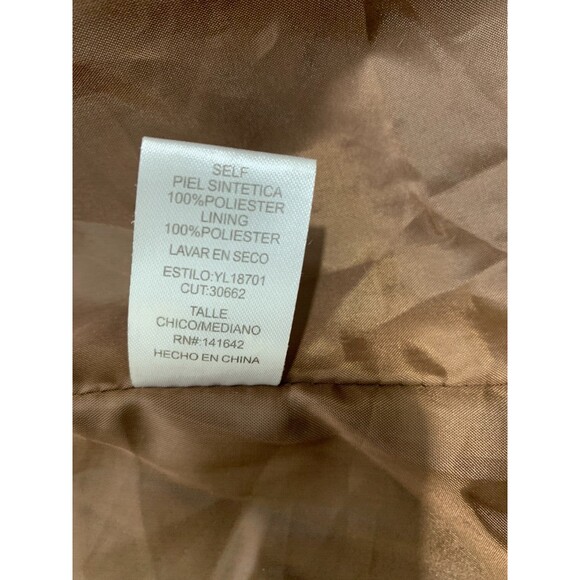 SELF
PIEL SINTETICA
100%POLIESTER
LINING
100%POLIESTER
LAVAR EN SECO
ESTILO:YL18701
CUT:30662
TALLE
CHICO/MEDIANO
RN#:141642
HECHO EN CHINA